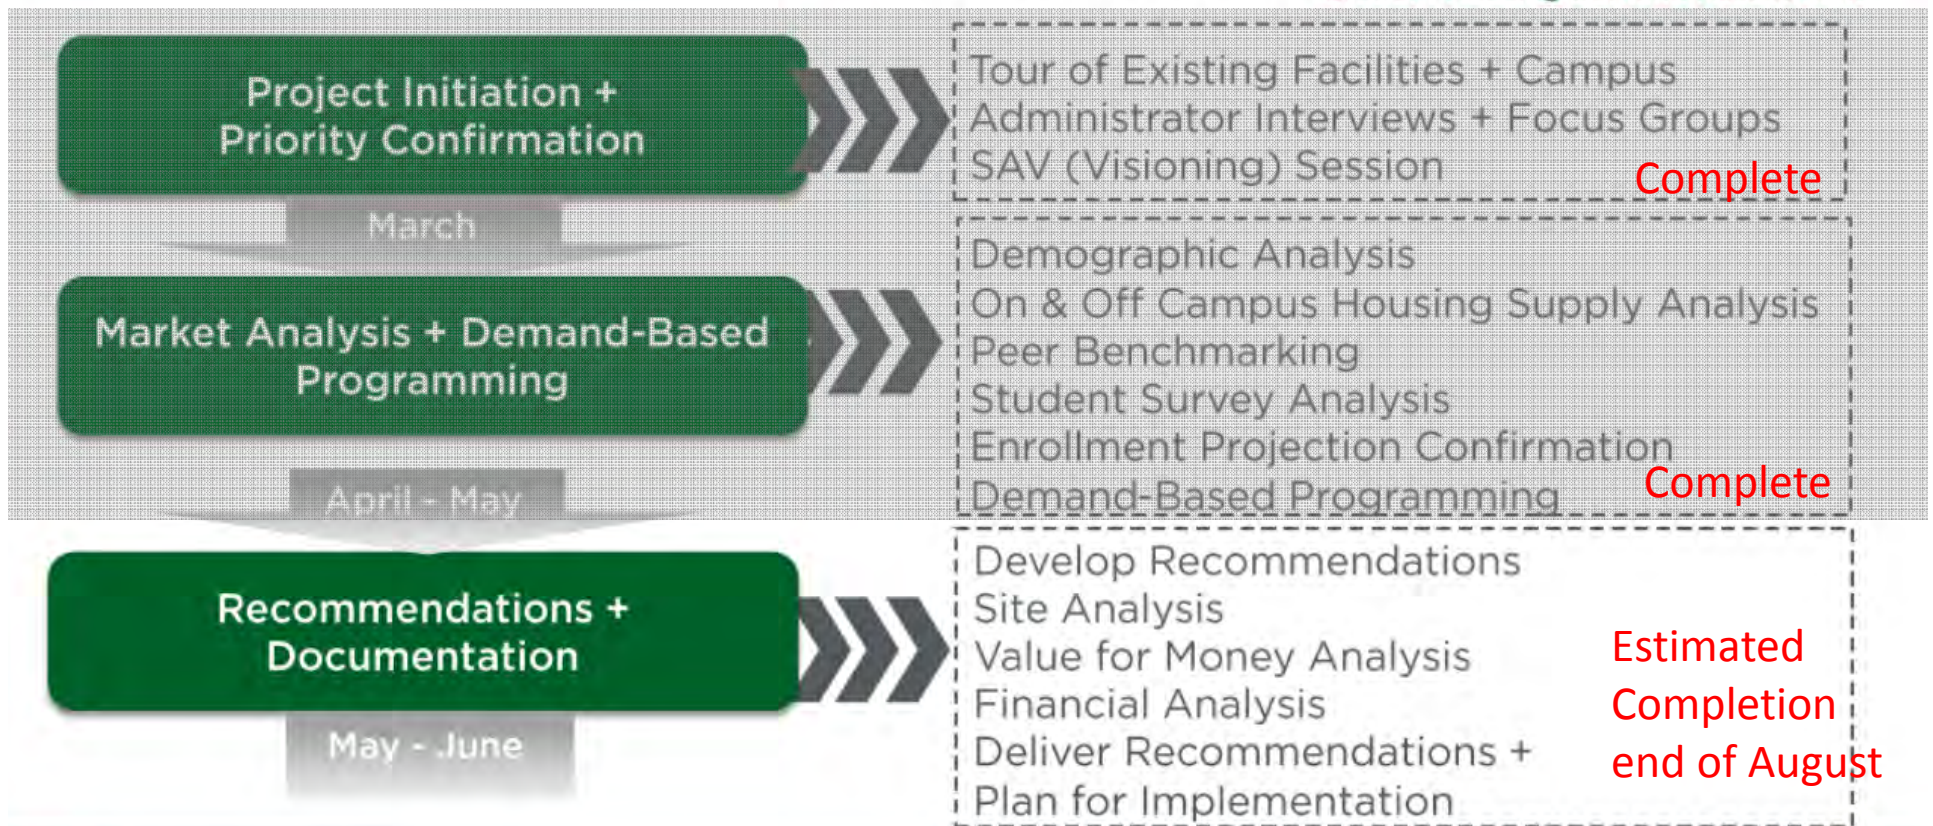 Project Initiation +
Priority Confirmation
Tour of Existing Facilities + Campus
Administrator Interviews + Focus Groups
SAV (Visioning) Session
Complete
March
Market Analysis + Demand-Based
Programming
Demographic Analysis
On & Off Campus Housing Supply Analysis
Peer Benchmarking
Student Survey Analysis
Enrollment Projection Confirmation
Demand-Based Programming
Complete
April - May
Recommendations +
Documentation
Develop Recommendations
Site Analysis
Value for Money Analysis
Financial Analysis
Deliver Recommendations +
Plan for Implementation
Estimated
Completion
end of August
May - June